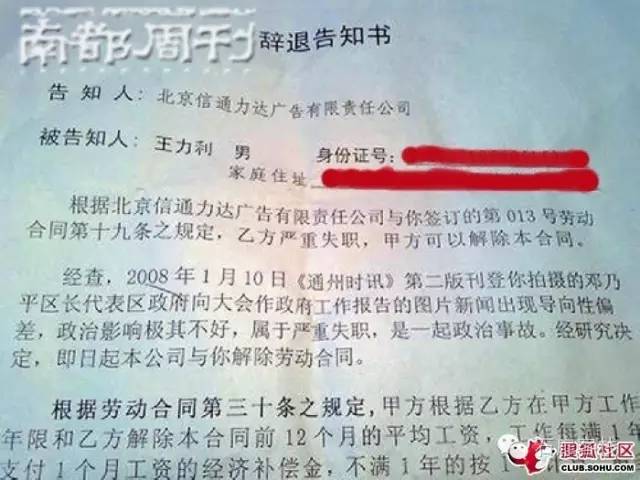 南都周刊
辞退告知书
告知人：北京信通力达广告有限责任公司
被告知人：王力利 男 身份证号：
家庭住址
根据北京信通力达广告有限责任公司与你签订的第 013 号劳动
合同第十九条之规定，乙方严重失职，甲方可以解除本合同。
经查，2008 年 1 月 10 日《通州时讯》第二版刊登你拍摄的邓乃
平区长代表区政府向大会作政府工作报告的图片新闻出现导向性偏
差，政治影响极其不好，属于严重失职，是一起政治事故。经研究决
定，即日起本公司与你解除劳动合同。
根据劳动合同第三十条之规定，甲方根据乙方在甲方工作
年限和乙方解除本合同前 12 个月的平均工资，工作每满 1 年
支付 1 个月工资的经济补偿金，不满 1 年的按 1
搜狐社区
CLUB.SOHU.COM